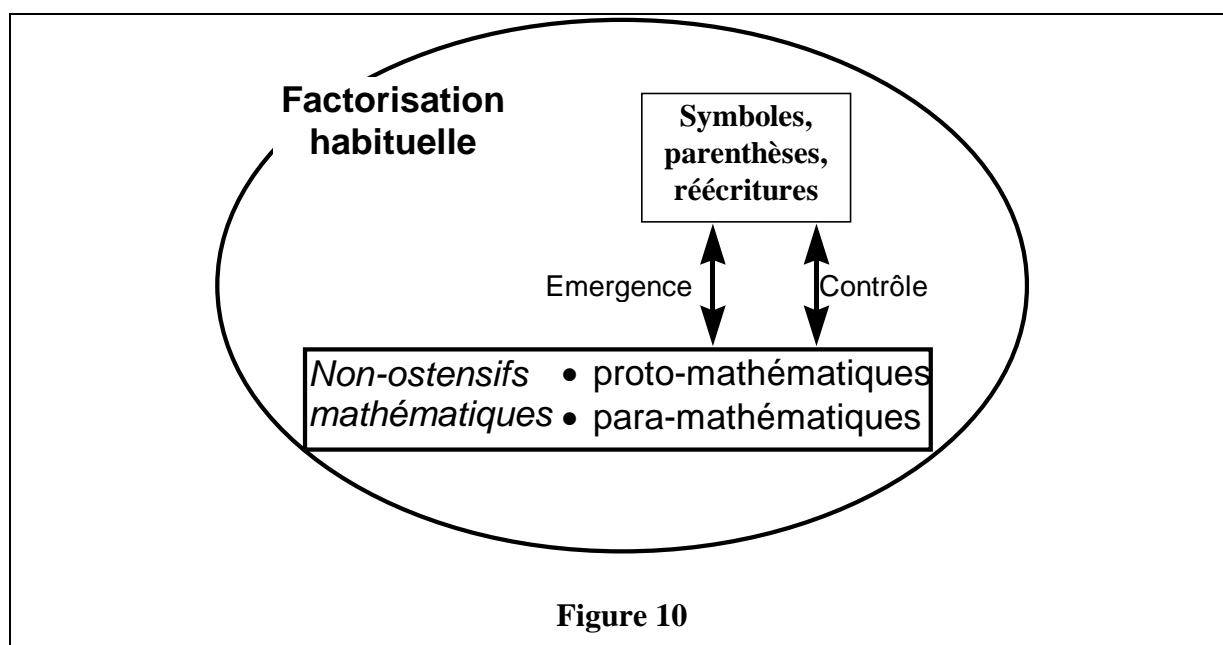 Factorisation
habituelle
Symboles,
parenthèses,
réécritures
Emergence
Contrôle
Non-ostensifs • proto-mathématiques
mathématiques • para-mathématiques
Figure 10